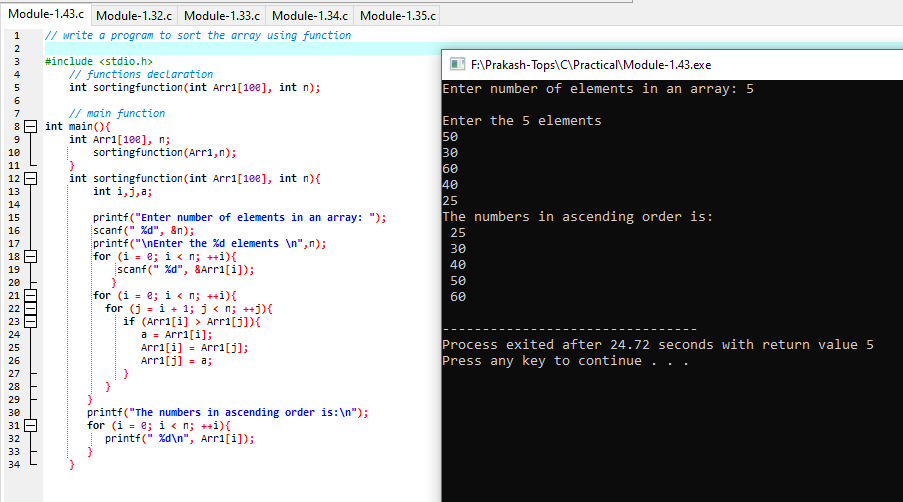 Module-1.43.c Module-1.32.c Module-1.33.c Module-1.34.c Module-1.35.c
1 // write a program to sort the array using function
2
3 #include <stdio.h>
4 // functions declaration
5 int sortingfunction(int Arr1[100], int n);
6
7 // main function
8 int main(){
9 int Arr1[100], n;
10 sortingfunction(Arr1,n);
11 }
12 int sortingfunction(int Arr1[100], int n){
13 int i,j,a;
14
15 printf("Enter number of elements in an array: ");
16 scanf(" %d", &n);
17 printf("\nEnter the %d elements \n",n);
18 for (i = 0; i < n; ++i){
19 scanf(" %d", &Arr1[i]);
20 }
21 for (i = 0; i < n; ++i){
22 for (j = i + 1; j < n; ++j){
23 if (Arr1[i] > Arr1[j]){
24 a = Arr1[i];
25 Arr1[i] = Arr1[j];
26 Arr1[j] = a;
27 }
28 }
29 }
30 printf("The numbers in ascending order is:\n");
31 for (i = 0; i < n; ++i){
32 printf(" %d\n", Arr1[i]);
33 }
34 }
F:\Prakash-Tops\C\Practical\Module-1.43.exe
Enter number of elements in an array: 5
Enter the 5 elements
50
30
60
40
25
The numbers in ascending order is:
25
30
40
50
60
--------------------------------
Process exited after 24.72 seconds with return value 5
Press any key to continue . . .